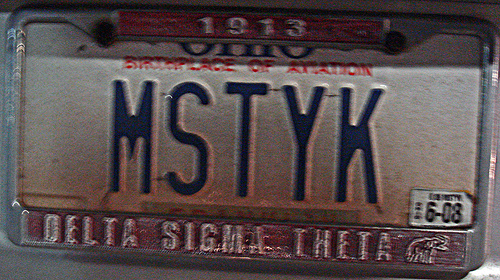 1913
OHIO
BIRTHPLACE OF AVIATION
MSTYK
6-08
DELTA SIGMA THETA